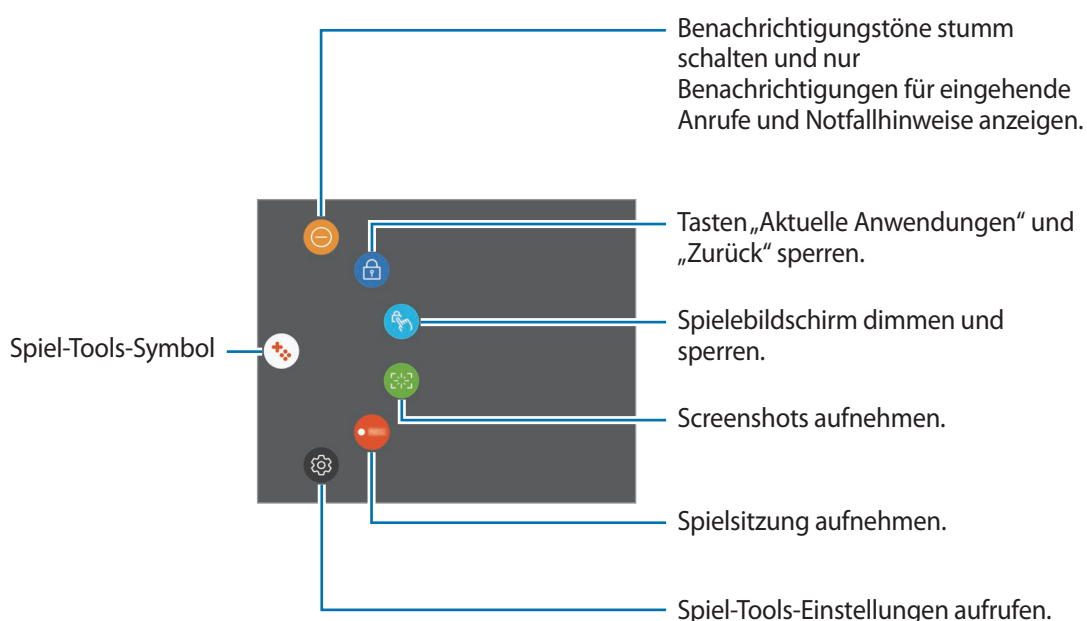 Benachrichtigungstöne stumm
schalten und nur
Benachrichtigungen für eingehende
Anrufe und Notfallhinweise anzeigen.
Tasten „Aktuelle Anwendungen“ und
„Zurück“ sperren.
Spielebildschirm dimmen und
sperren.
Spiel-Tools-Symbol
Screenshots aufnehmen.
Spielsitzung aufnehmen.
Spiel-Tools-Einstellungen aufrufen.